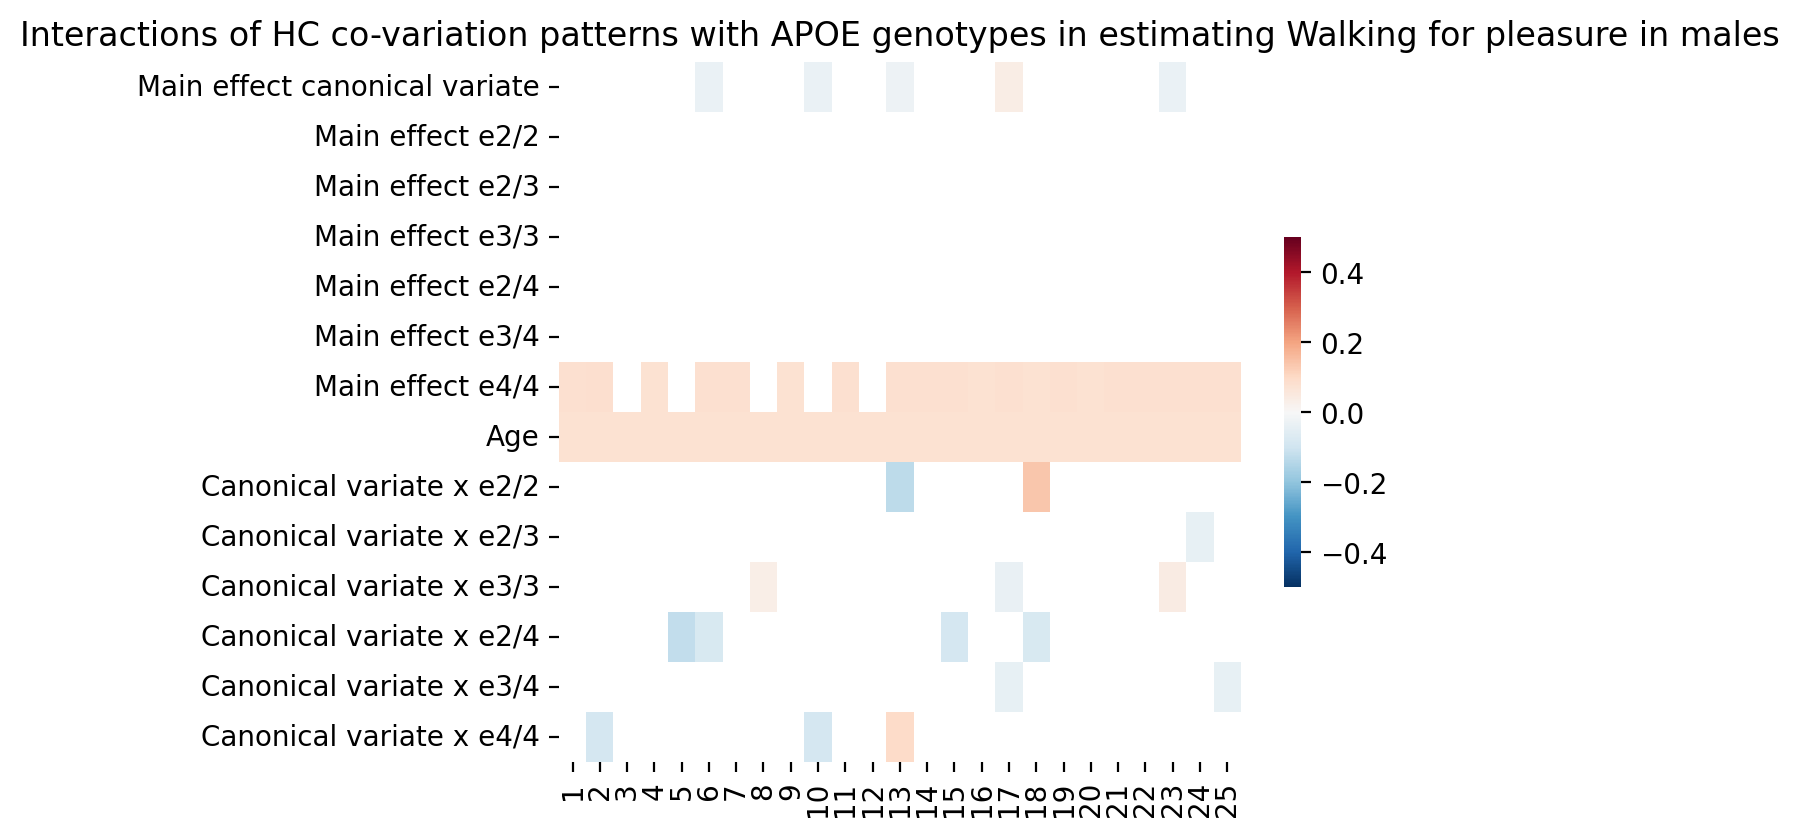 Interactions of HC co-variation patterns with APOE genotypes in estimating Walking for pleasure in males
Main effect canonical variate
Main effect e2/2
Main effect e2/3
Main effect e3/3
Main effect e2/4
Main effect e3/4
Main effect e4/4
Age
Canonical variate x e2/2
Canonical variate x e2/3
Canonical variate x e3/3
Canonical variate x e2/4
Canonical variate x e3/4
Canonical variate x e4/4
1 2 3 4 5 6 7 8 9 10 11 12 13 14 15 16 17 18 19 20 21 22 23 24 25
0.4
0.2
0.0
−0.2
−0.4